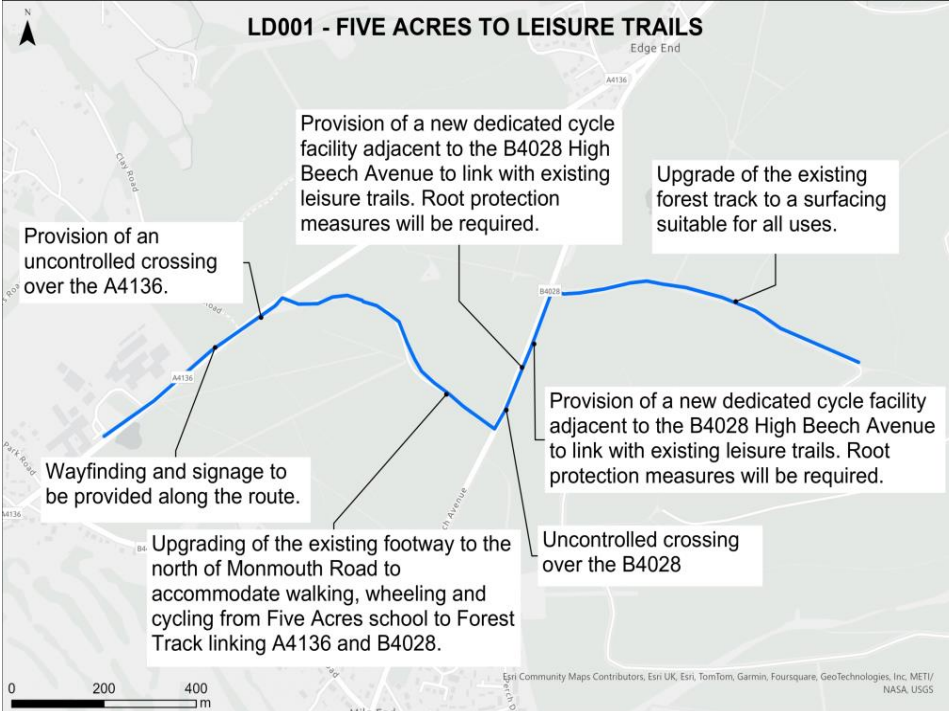 N
LD001 - FIVE ACRES TO LEISURE TRAILS
Edge End
A4136
Clay Road
Provision of a new dedicated cycle
facility adjacent to the B4028 High
Beech Avenue to link with existing
leisure trails. Root protection
measures will be required.
Upgrade of the existing
forest track to a surfacing
suitable for all uses.
Provision of an
uncontrolled crossing
over the A4136.
B4028
A4136
Provision of a new dedicated cycle facility
adjacent to the B4028 High Beech Avenue
to link with existing leisure trails. Root
protection measures will be required.
Park Road
Wayfinding and signage to
be provided along the route.
A4136
ch Avenue
Uncontrolled crossing
over the B4028
Upgrading of the existing footway to the
north of Monmouth Road to
accommodate walking, wheeling and
cycling from Five Acres school to Forest
Track linking A4136 and B4028.
Esri Community Maps Contributors, Esri UK, Esri, TomTom, Garmin, Foursquare, GeoTechnologies, Inc, METI/
NASA, USGS
0 200 400
m